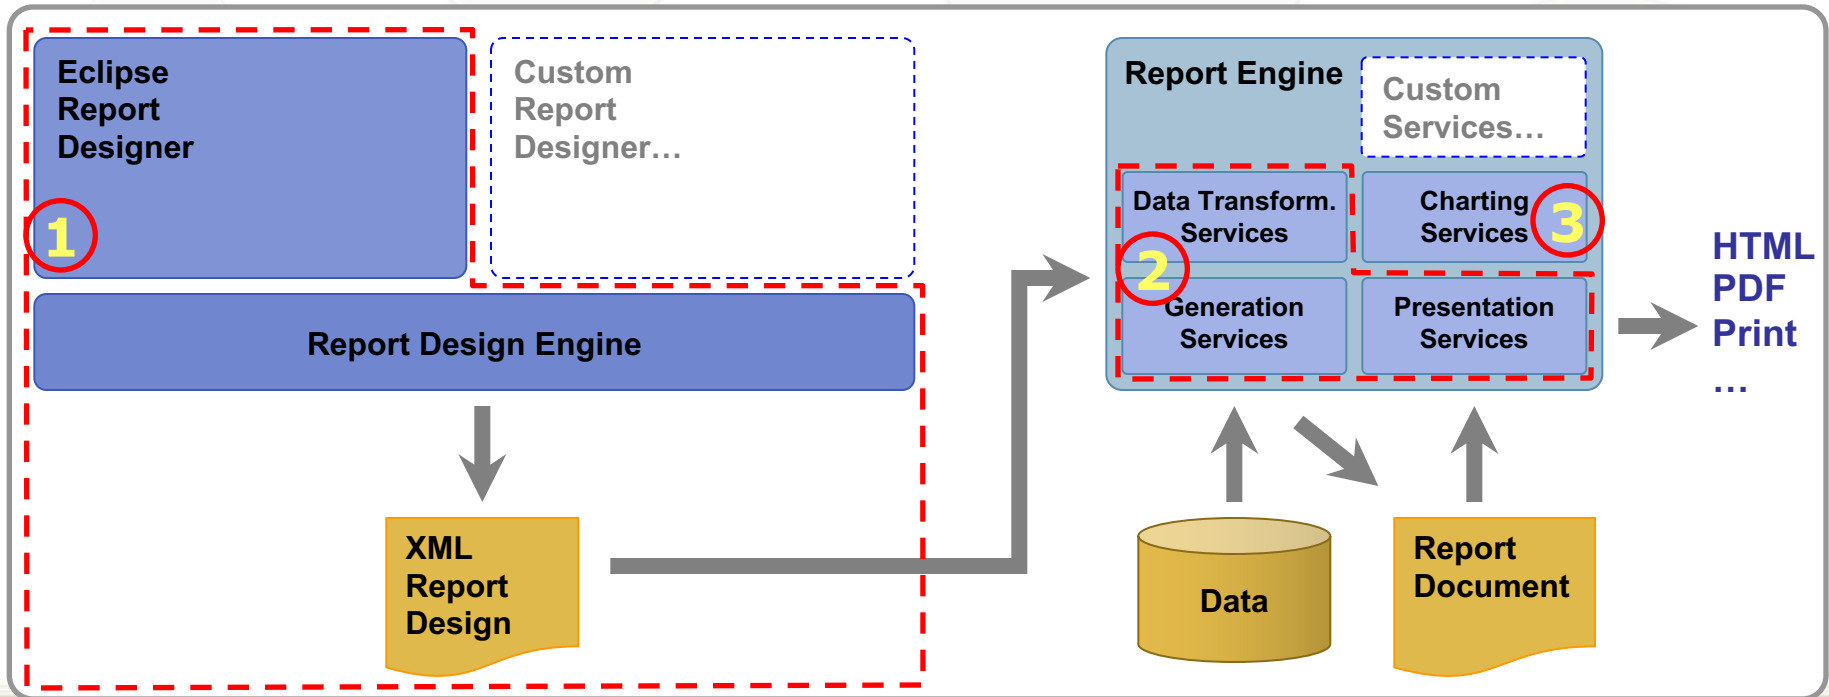 Eclipse
Report
Designer
1
Custom
Report
Designer…
Report Design Engine
XML
Report
Design
Report Engine
Custom
Services…
Data Transform.
Services
2
Charting
Services
3
Generation
Services
Presentation
Services
Data
Report
Document
HTML
PDF
Print
…